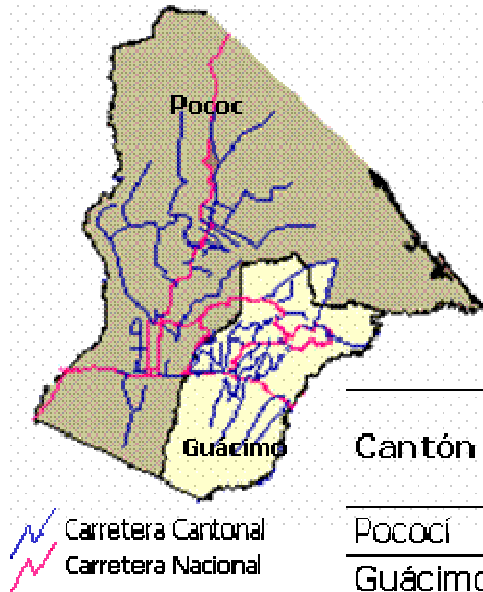 Pococ
Guácimo
Cantón
Carretera Cantonal
Carretera Nacional
Pococí
Guácimo